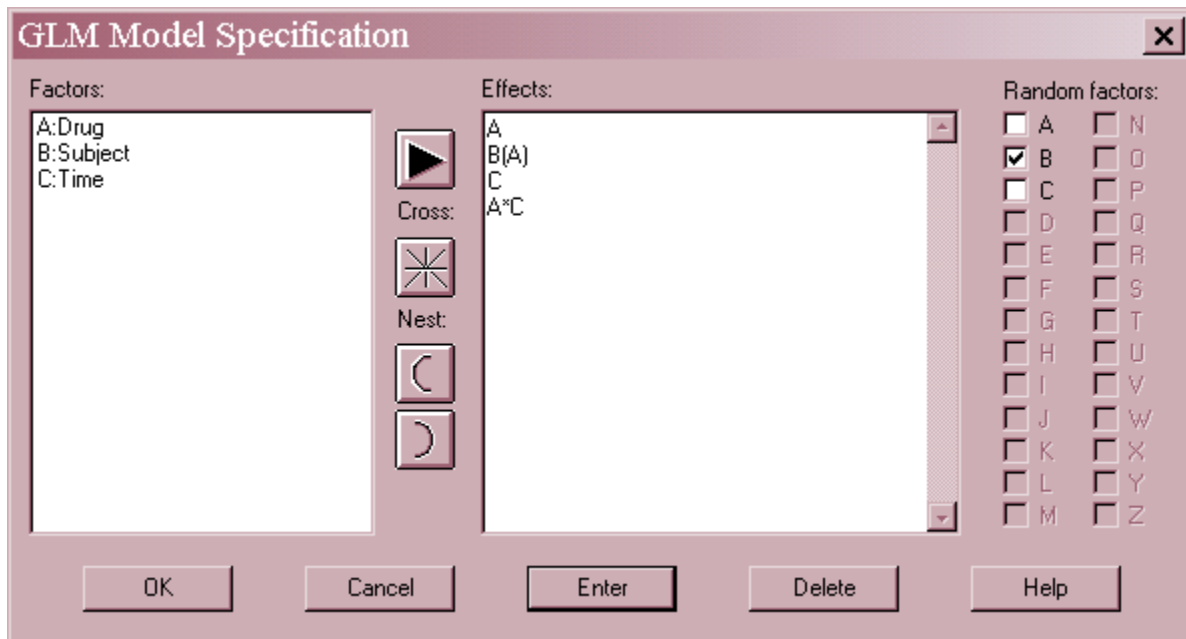 GLM Model Specification
Factors:
A:Drug
B:Subject
C:Time
Cross:
Nest:
Effects:
A
B(A)
C
A*C
Random factors:
A N
B O
C P
D Q
E R
F S
G T
H U
I V
J W
K X
L Y
M Z
OK Cancel Enter Delete Help